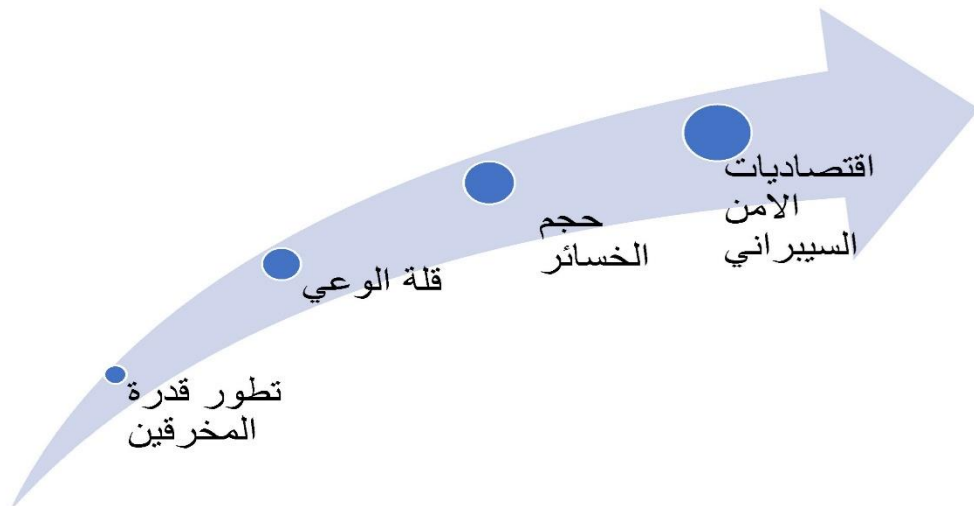 تطور قدرة
المخرقين
قلة الوعي
حجم
الخسائر
اقتصاديات
الامن
السيبراني